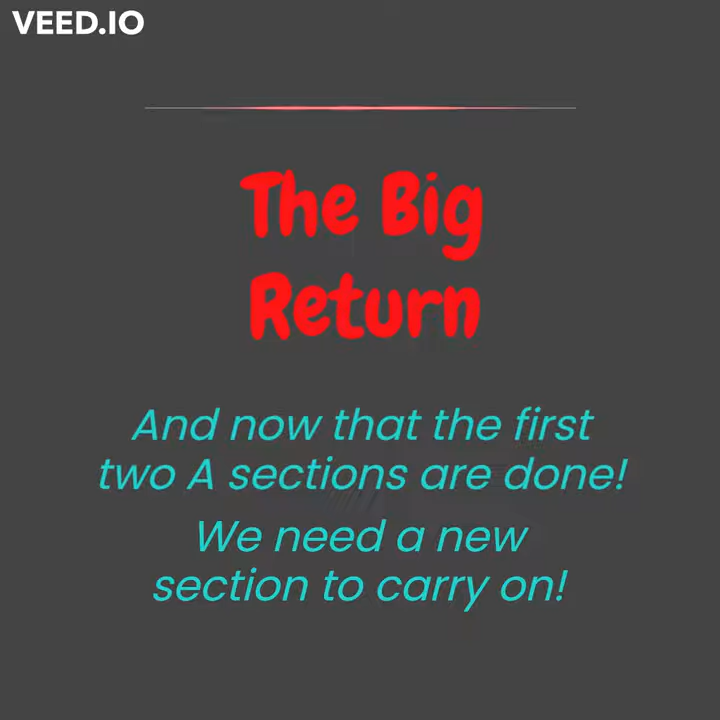 VEED.IO
The Big
Return
And now that the first
two A sections are done!
We need a new
section to carry on!